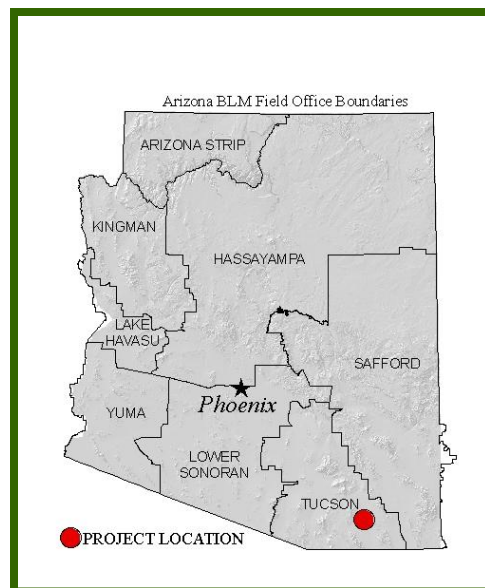 Arizona BLM Field Office Boundaries
ARIZONA STRIP
KINGMAN
HASSAYAMPA
LAKE
HAVASU
SAFFORD
Phoenix
YUMA
LOWER
SONORAN
TUCSON
PROJECT LOCATION